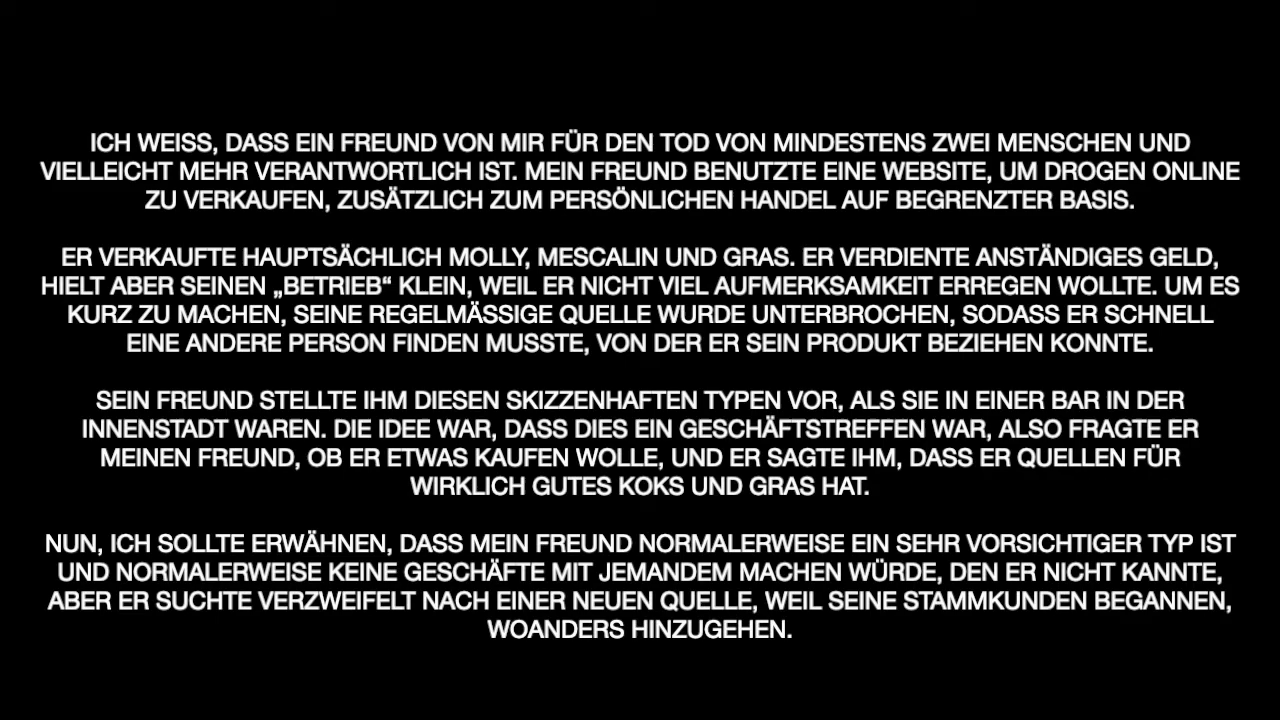 ICH WEISS, DASS EIN FREUND VON MIR FÜR DEN TOD VON MINDESTENS ZWEI MENSCHEN UND
VIELLEICHT MEHR VERANTWORTLICH IST. MEIN FREUND BENUTZTE EINE WEBSITE, UM DROGEN ONLINE
ZU VERKAUFEN, ZUSÄTZLICH ZUM PERSÖNLICHEN HANDEL AUF BEGRENZTER BASIS.
ER VERKAUFTE HAUPTSÄCHLICH MOLLY, MESCALIN UND GRAS. ER VERDIENTE ANSTÄNDIGES GELD,
HIELT ABER SEINEN „BETRIEB“ KLEIN, WEIL ER NICHT VIEL AUFMERKSAMKEIT ERREGEN WOLLTE. UM ES
KURZ ZU MACHEN, SEINE REGELMÄSSIGE QUELLE WURDE UNTERBROCHEN, SODASS ER SCHNELL
EINE ANDERE PERSON FINDEN MUSSTE, VON DER ER SEIN PRODUKT BEZIEHEN KONNTE.
SEIN FREUND STELLTE IHM DIESEN SKIZZENHAFTEN TYPEN VOR, ALS SIE IN EINER BAR IN DER
INNENSTADT WAREN. DIE IDEE WAR, DASS DIES EIN GESCHÄFTSTREFFEN WAR, ALSO FRAGTE ER
MEINEN FREUND, OB ER ETWAS KAUFEN WOLLE, UND ER SAGTE IHM, DASS ER QUELLEN FÜR
WIRKLICH GUTES KOKS UND GRAS HAT.
NUN, ICH SOLLTE ERWÄHNEN, DASS MEIN FREUND NORMALERWEISE EIN SEHR VORSICHTIGER TYP IST
UND NORMALERWEISE KEINE GESCHÄFTE MIT JEMANDEM MACHEN WÜRDE, DEN ER NICHT KANNTE,
ABER ER SUCHTE VERZWEIFELT NACH EINER NEUEN QUELLE, WEIL SEINE STAMMKUNDEN BEGANNEN,
WOANDERS HINZUGEHEN.